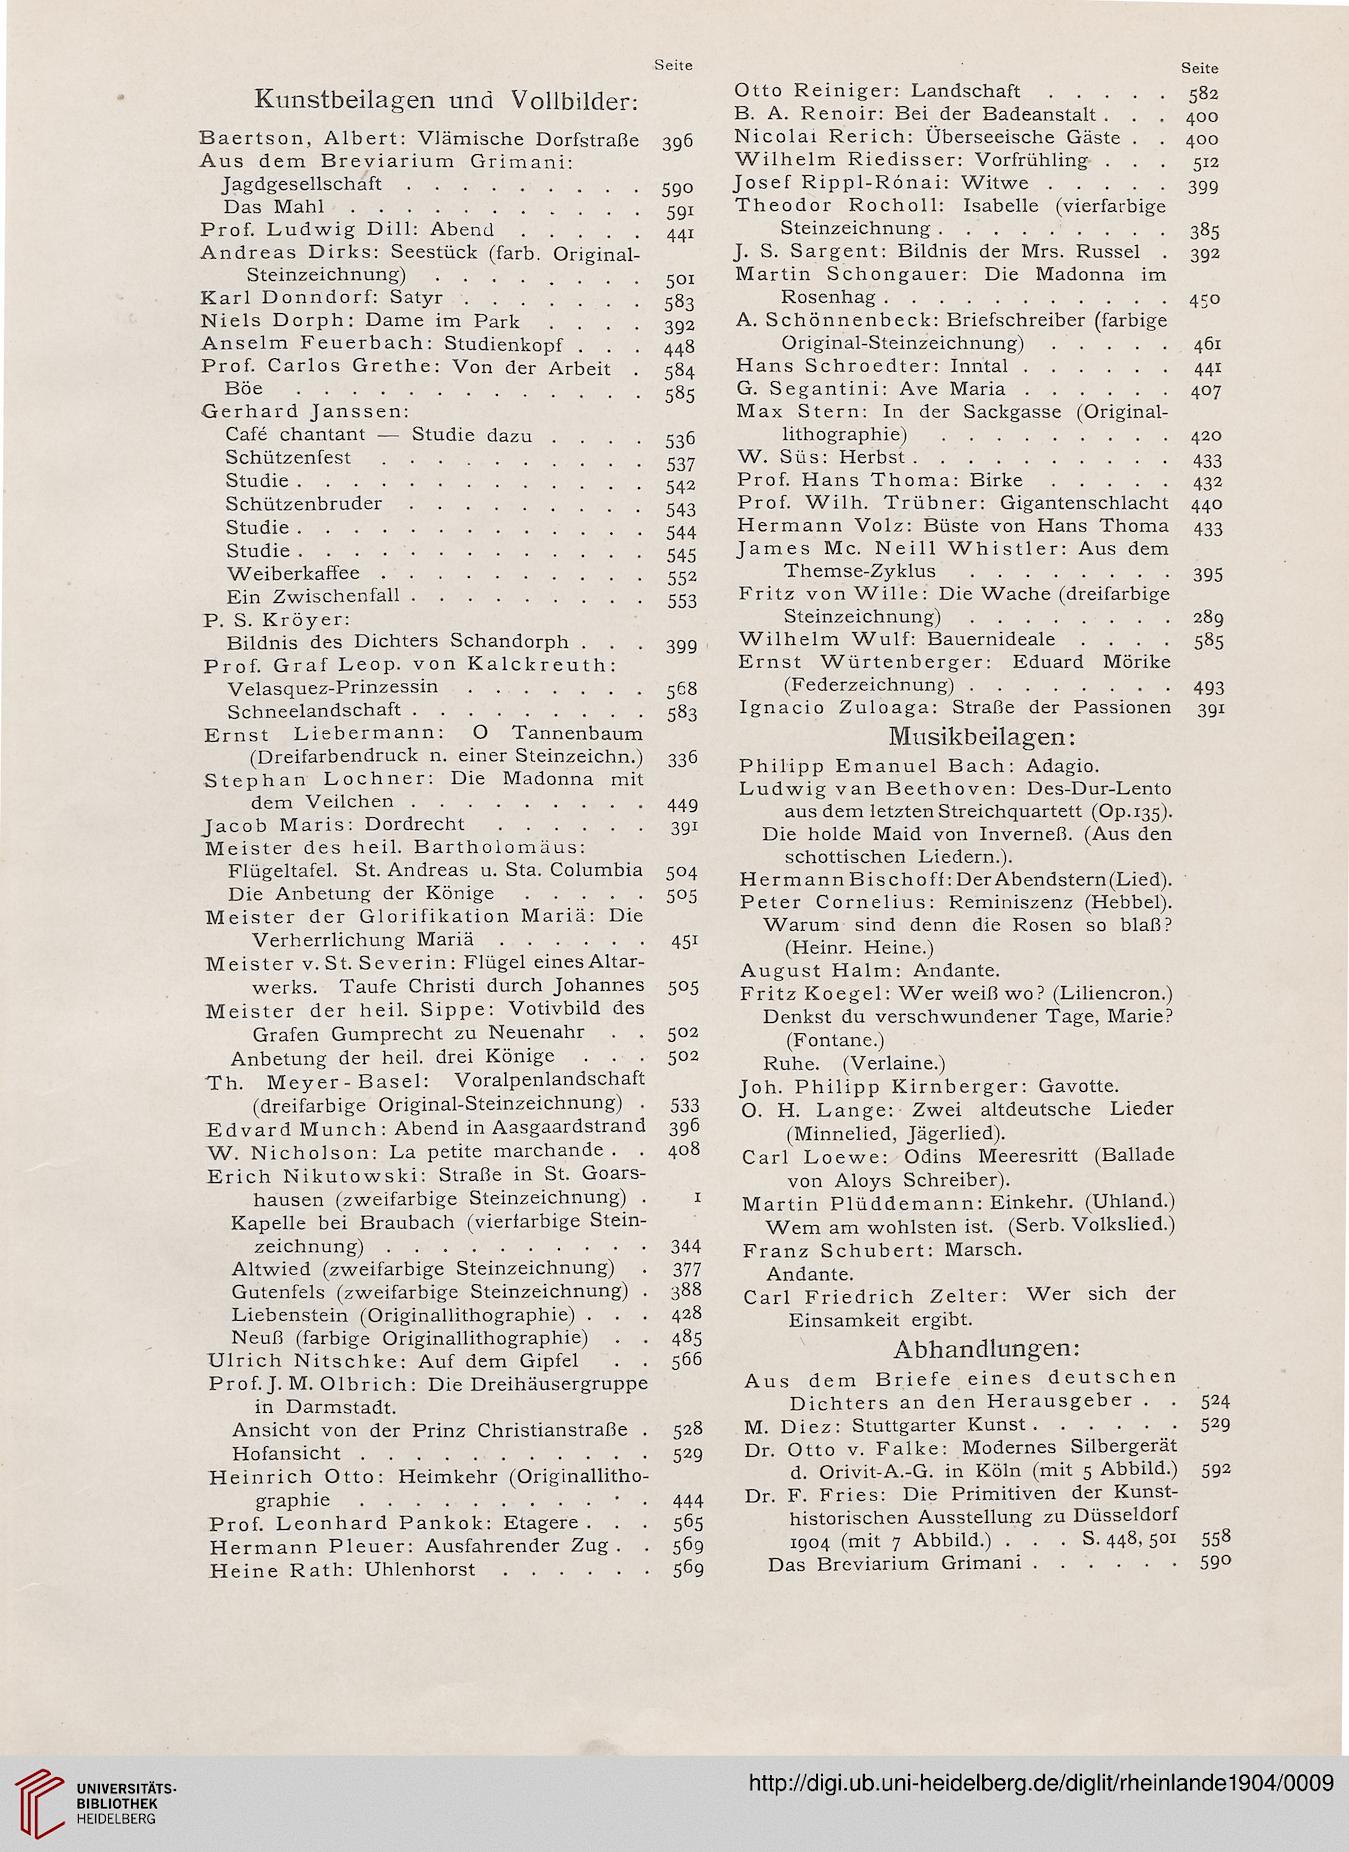 Seite
Kunstbeilagen und Vollbilder:
Baertson, Albert: Vlämische Dorfstraße 396
Aus dem Breviarium Grimani:
Jagdgesellschaft . . . . . . . . . 590
Das Mahl . . . . . . . . . . . 591
Prof. Ludwig Dill: Abend . . . . . 441
Andreas Dirks: Seestück (farb. Original-
Steinzeichnung) . . . . . . . . 501
Karl Donndorf: Satyr . . . . . . . 583
Niels Dorph: Dame im Park . . . . 392
Anselm Feuerbach: Studienkopf . . . 448
Prof. Carlos Grethe: Von der Arbeit . 584
Böe . . . . . . . . . . . . . 585
Gerhard Janssen:
Café chantant — Studie dazu . . . . 536
Schützenfest . . . . . . . . . . 537
Studie . . . . . . . . . . . . . 542
Schützenbruder . . . . . . . . . 543
Studie . . . . . . . . . . . . . 544
Studie . . . . . . . . . . . . . 545
Weiberkaffee . . . . . . . . . . 552
Ein Zwischenfall . . . . . . . . . 553
P. S. Kröyer:
Bildnis des Dichters Schandorph . . . 399
Prof. Graf Leop. von Kalckreuth:
Velasquez-Prinzessin . . . . . . . 568
Schneelandschaft . . . . . . . . . 583
Ernst Liebermann: O Tannenbaum
(Dreifarbendruck n. einer Steinzeichn.) 336
Stephan Lochner: Die Madonna mit
dem Veilchen . . . . . . . . . 449
Jacob Maris: Dordrecht . . . . . . 391
Meister des heil. Bartholomäus:
Flügeltafel. St. Andreas u. Sta. Columbia 504
Die Anbetung der Könige . . . . . 505
Meister der Glorifikation Mariä: Die
Verherrlichung Mariä . . . . . . 451
Meister v. St. Severin: Flügel eines Altar-
werks. Taufe Christi durch Johannes 505
Meister der heil. Sippe: Votivbild des
Grafen Gumprecht zu Neuenahr . . 502
Anbetung der heil. drei Könige . . . 502
Th. Meyer-Basel: Voralpenlandschaft
(dreifarbige Original-Steinzeichnung) . 533
Edvard Munch: Abend in Aasgaardstrand 396
W. Nicholson: La petite marchande . . 408
Erich Nikutowski: Straße in St. Goars-
hausen (zweifarbige Steinzeichnung) . 1
Kapelle bei Braubach (vierfarbige Stein-
zeichnung) . . . . . . . . . . 344
Altwied (zweifarbige Steinzeichnung) . 377
Gutenfels (zweifarbige Steinzeichnung) . 388
Liebenstein (Originallithographie) . . . 428
Neuß (farbige Originallithographie) . . 485
Ulrich Nitschke: Auf dem Gipfel . . 566
Prof. J. M. Olbrich: Die Dreihäusergruppe
in Darmstadt.
Ansicht von der Prinz Christianstraße . 528
Hofansicht . . . . . . . . . . . 529
Heinrich Otto: Heimkehr (Originallitho-
graphie . . . . . . . . . . . 444
Prof. Leonhard Pankok: Etagere . . . 565
Hermann Pleuer: Ausfahrender Zug . . 569
Heine Rath: Uhlenhorst . . . . . . 569
Seite
Otto Reiniger: Landschaft . . . . . 582
B. A. Renoir: Bei der Badeanstalt . . . 400
Nicolai Rerich: Überseeische Gäste . . 400
Wilhelm Riedisser: Vorfrühling . . . 512
Josef Rippl-Rónai: Witwe . . . . . 399
Theodor Rocholl: Isabelle (vierfarbige
Steinzeichnung . . . . . . . . . 385
J. S. Sargent: Bildnis der Mrs. Russel . 392
Martin Schongauer: Die Madonna im
Rosenhag . . . . . . . . . . . 450
A. Schönnenbeck: Briefschreiber (farbige
Original-Steinzeichnung) . . . . . 461
Hans Schroedter: Inntal . . . . . . 441
G. Segantini: Ave Maria . . . . . . 407
Max Stern: In der Sackgasse (Original-
lithographie) . . . . . . . . . 420
W. Süs: Herbst . . . . . . . . . . 433
Prof. Hans Thoma: Birke . . . . . 432
Prof. Wilh. Trübner: Gigantenschlacht 440
Hermann Volz: Büste von Hans Thoma 433
James Mc. Neill Whistler: Aus dem
Themse-Zyklus . . . . . . . . 395
Fritz von Wille: Die Wache (dreifarbige
Steinzeichnung) . . . . . . . . 289
Wilhelm Wulf: Bauernideale . . . . 585
Ernst Würtenberger: Eduard Mörike
(Federzeichnung) . . . . . . . . 493
Ignacio Zuloaga: Straße der Passionen 391
Musikbeilagen:
Philipp Emanuel Bach: Adagio.
Ludwig van Beethoven: Des-Dur-Lento
aus dem letzten Streichquartett (Op. 135).
Die holde Maid von Inverneß. (Aus den
schottischen Liedern.).
Hermann Bischoff: Der Abendstern (Lied).
Peter Cornelius: Reminiszenz (Hebbel).
Warum sind denn die Rosen so blaß?
(Heinr. Heine.)
August Halm: Andante.
Fritz Koegel: Wer weiß wo? (Liliencron.)
Denkst du verschwundener Tage, Marie?
(Fontane.)
Ruhe. (Verlaine.)
Joh. Philipp Kirnberger: Gavotte.
O. H. Lange: Zwei altdeutsche Lieder
(Minnelied, Jägerlied).
Carl Loewe: Odins Meeresritt (Ballade
von Aloys Schreiber).
Martin Plüddemann: Einkehr. (Uhland.)
Wem am wohlsten ist. (Serb. Volkslied.)
Franz Schubert: Marsch.
Andante.
Carl Friedrich Zelter: Wer sich der
Einsamkeit ergibt.
Abhandlungen:
Aus dem Briefe eines deutschen
Dichters an den Herausgeber . . 524
M. Diez: Stuttgarter Kunst . . . . . . 529
Dr. Otto v. Falke: Modernes Silbergerät
d. Orivit-A.-G. in Köln (mit 5 Abbild.) 592
Dr. F. Fries: Die Primitiven der Kunst-
historischen Ausstellung zu Düsseldorf
1904 (mit 7 Abbild.) . . . S. 448, 501 558
Das Breviarium Grimani . . . . . . 590
UNIVERSITÄTS-
BIBLIOTHEK
HEIDELBERG
http://digi.ub.uni-heidelberg.de/diglit/rheinlande1904/0009